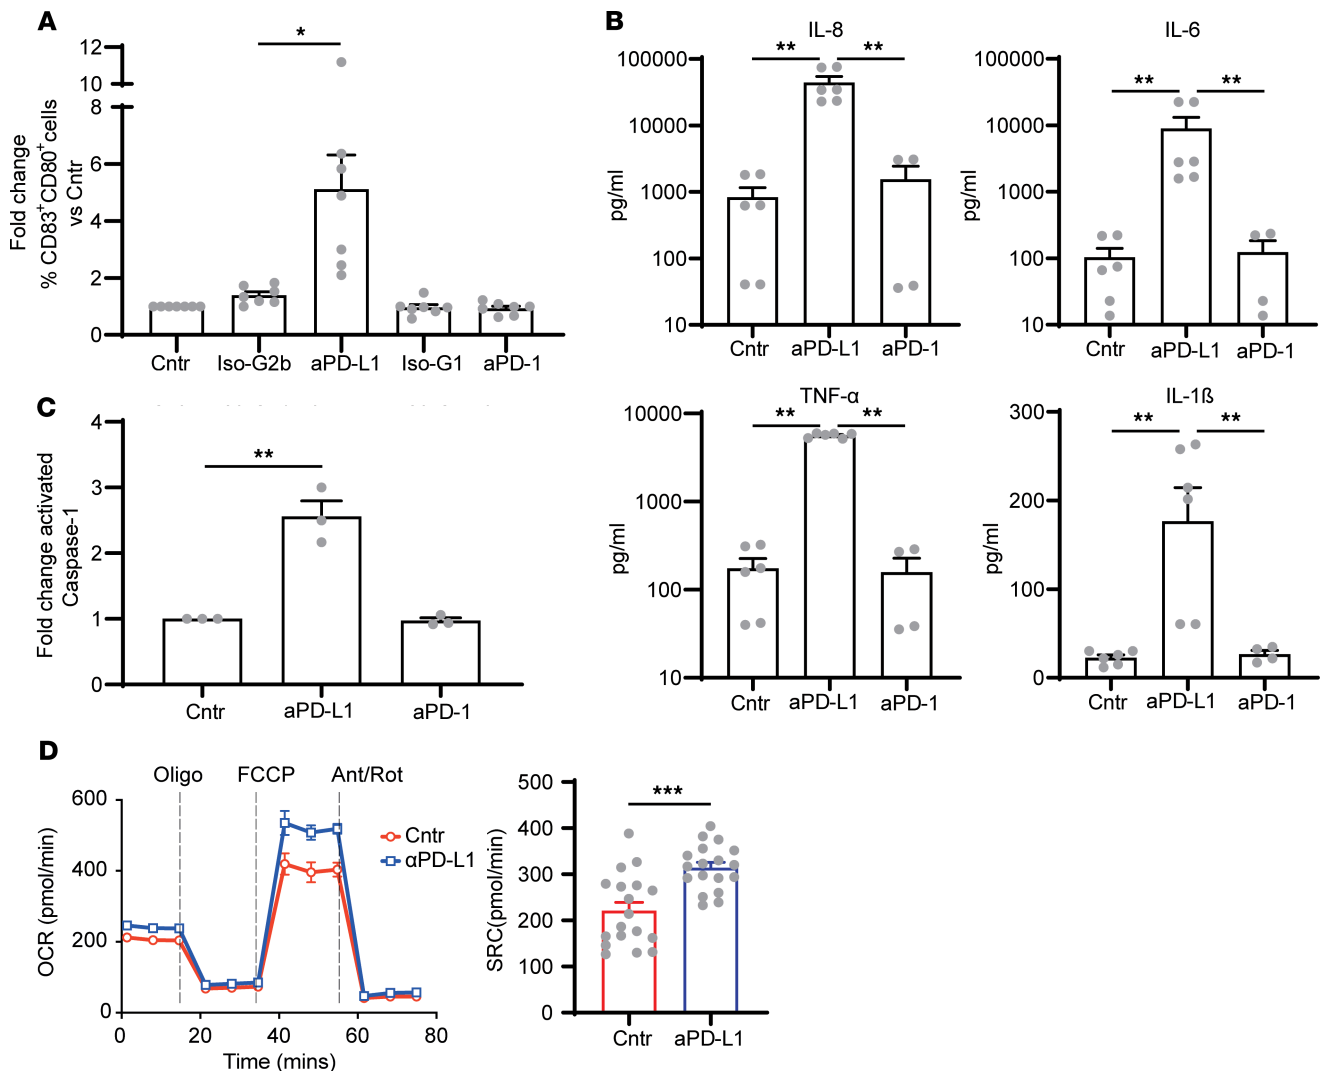 A
Fold change
% CD83+CD80+cells
vs Cntr
12
10
8
6
4
2
0
*
Cntr
Iso-G2b
aPD-L1
Iso-G1
aPD-1
B
IL-8
pg/ml
100000
10000
1000
100
10
**
**
Cntr
aPD-L1
aPD-1
IL-6
pg/ml
100000
10000
1000
100
10
**
**
Cntr
aPD-L1
aPD-1
TNF-α
pg/ml
10000
1000
100
10
**
**
Cntr
aPD-L1
aPD-1
IL-1ß
pg/ml
300
200
100
0
**
**
Cntr
aPD-L1
aPD-1
C
Fold change activated
Caspase-1
4
3
2
1
0
**
Cntr
aPD-L1
aPD-1
D
Oligo
FCCP
Ant/Rot
OCR (pmol/min)
600
400
200
0
Cntr
αPD-L1
0
20
40
60
80
Time (mins)
SRC(pmol/min)
500
400
300
200
100
0
***
Cntr
aPD-L1